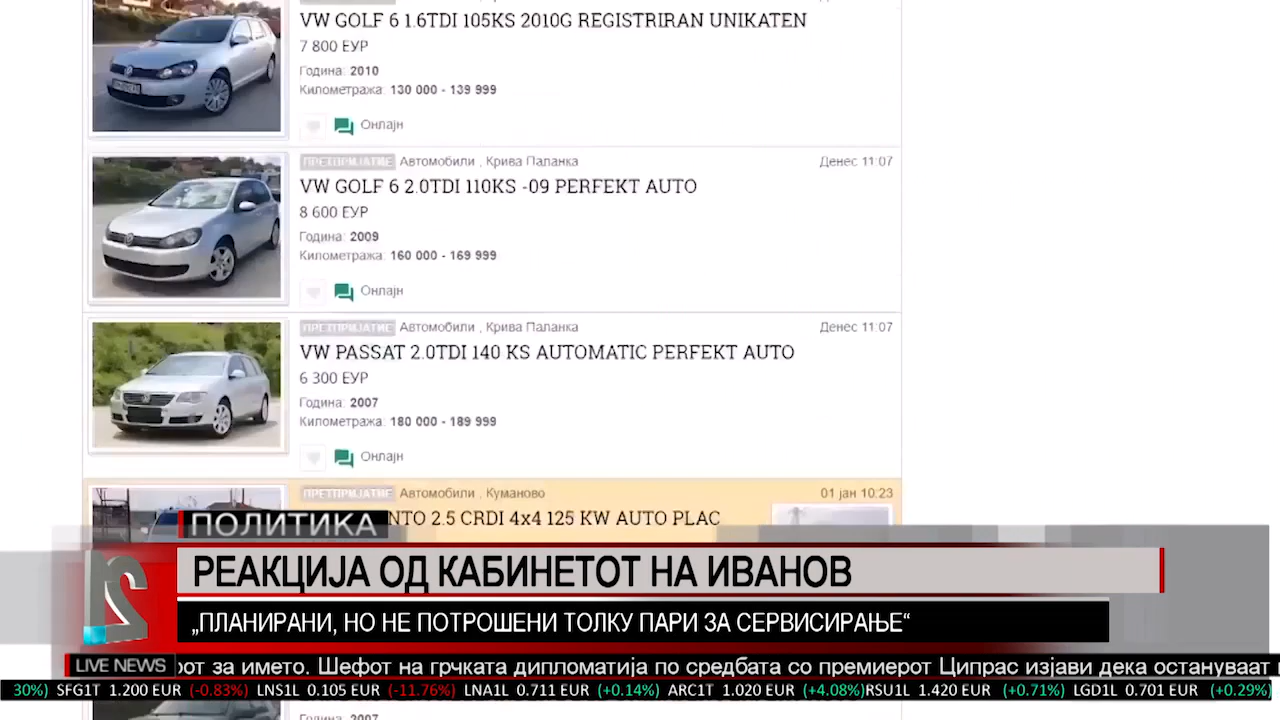 VW GOLF 6 1.6TDI 105KS 2010G REGISTRIRAN UNIKATEN
7 800 ЕУР
Година: 2010
Километража: 130 000 - 139 999
Онлајн
ПРЕТПРИЈАТИЕ Автомобили , Крива Паланка Денес 11:07
VW GOLF 6 2.0TDI 110KS -09 PERFEKT AUTO
8 600 ЕУР
Година: 2009
Километража: 160 000 - 169 999
Онлајн
ПРЕТПРИЈАТИЕ Автомобили , Крива Паланка Денес 11:07
VW PASSAT 2.0TDI 140 KS AUTOMATIC PERFEKT AUTO
6 300 ЕУР
Година: 2007
Километража: 180 000 - 189 999
Онлајн
ПРЕТПРИЈАТИЕ Автомобили , Куманово 01 јан 10:23
NTO 2.5 CRDI 4x4 125 KW AUTO PLAC
ПОЛИТИКА
РЕАКЦИЈА ОД КАБИНЕТОТ НА ИВАНОВ
„ПЛАНИРАНИ, НО НЕ ПОТРОШЕНИ ТОЛКУ ПАРИ ЗА СЕРВИСИРАЊЕ“
LIVE NEWS рот за името. Шефот на грчката дипломатија по средбата со премиерот Ципрас изјави дека остануваат
30%) SFG1T 1.200 EUR (-0.83%) LNS1L 0.105 EUR (-11.76%) LNA1L 0.711 EUR (+0.14%) ARC1T 1.020 EUR (+4.08%) RSU1L 1.420 EUR (+0.71%) LGD1L 0.701 EUR (+0.29%)
Година: 2007